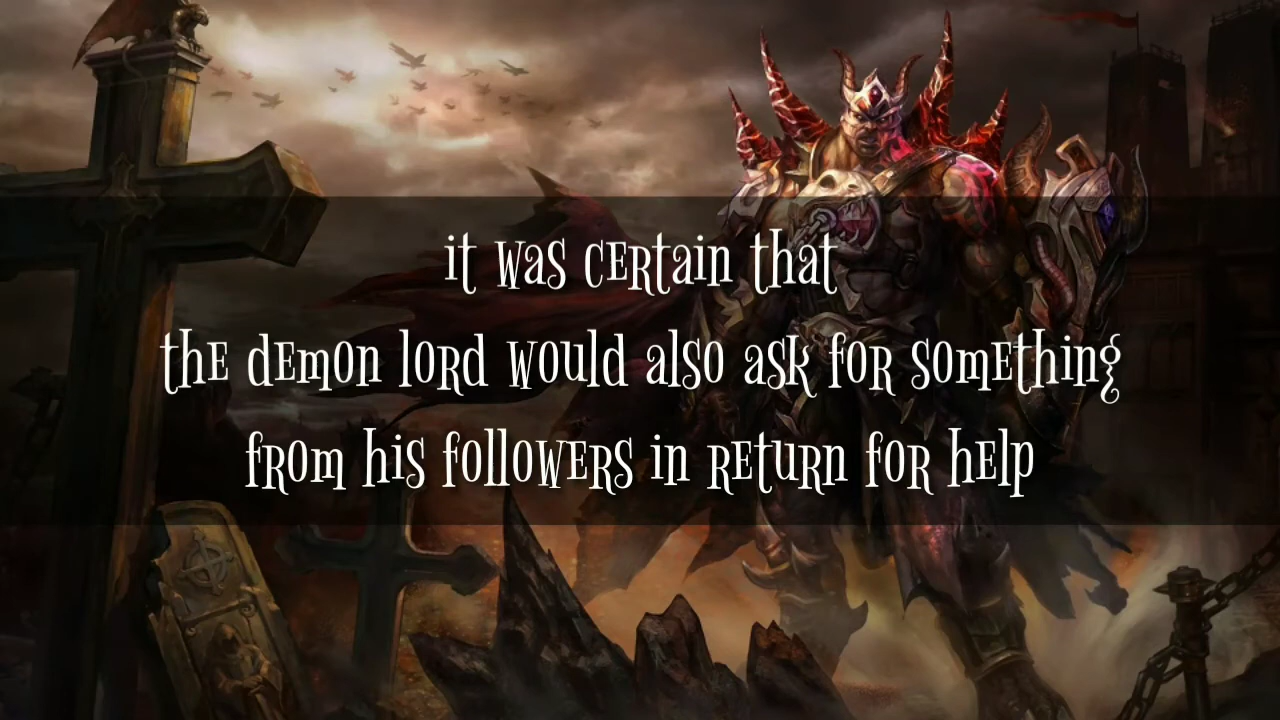 it was certain that
the demon lord would also ask for something
from his followers in return for help